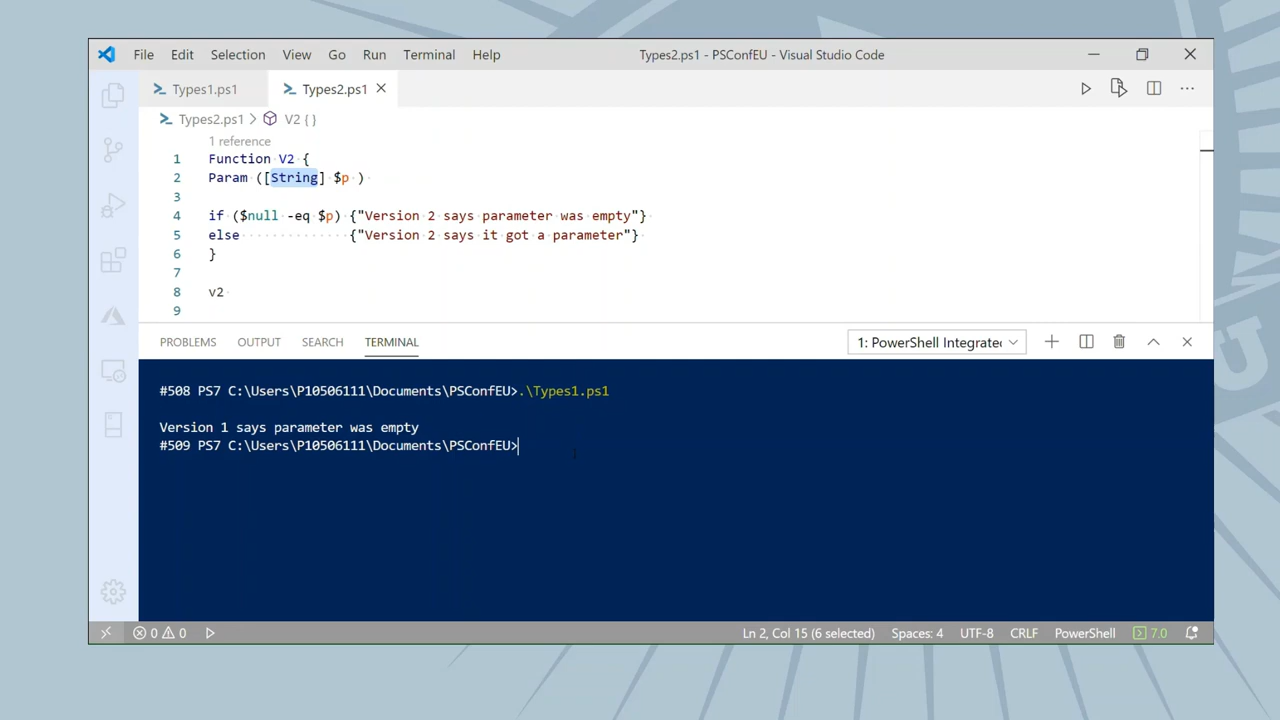 File Edit Selection View Go Run Terminal Help Types2.ps1 - PSConfEU - Visual Studio Code
Types1.ps1 Types2.ps1
Types2.ps1 > V2 { }
1 reference
1 Function V2 {
2 Param ([String] $p )
3
4 if ($null -eq $p) {"Version 2 says parameter was empty"}
5 else {"Version 2 says it got a parameter"}
6 }
7
8 v2
9
PROBLEMS OUTPUT SEARCH TERMINAL 1: PowerShell Integrated
#508 PS7 C:\Users\P10506111\Documents\PSConfEU>.\Types1.ps1
Version 1 says parameter was empty
#509 PS7 C:\Users\P10506111\Documents\PSConfEU>
0 0 Ln 2, Col 15 (6 selected) Spaces: 4 UTF-8 CRLF PowerShell 7.0